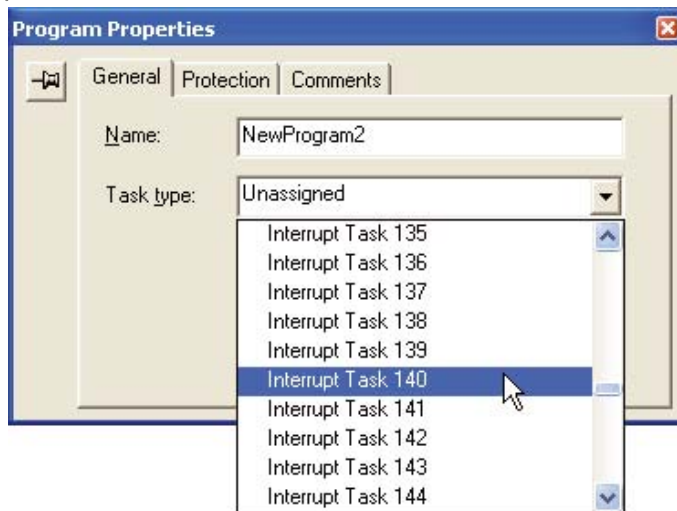 Program Properties
General Protection Comments
Name: NewProgram2
Task type: Unassigned
Interrupt Task 135
Interrupt Task 136
Interrupt Task 137
Interrupt Task 138
Interrupt Task 139
Interrupt Task 140
Interrupt Task 141
Interrupt Task 142
Interrupt Task 143
Interrupt Task 144